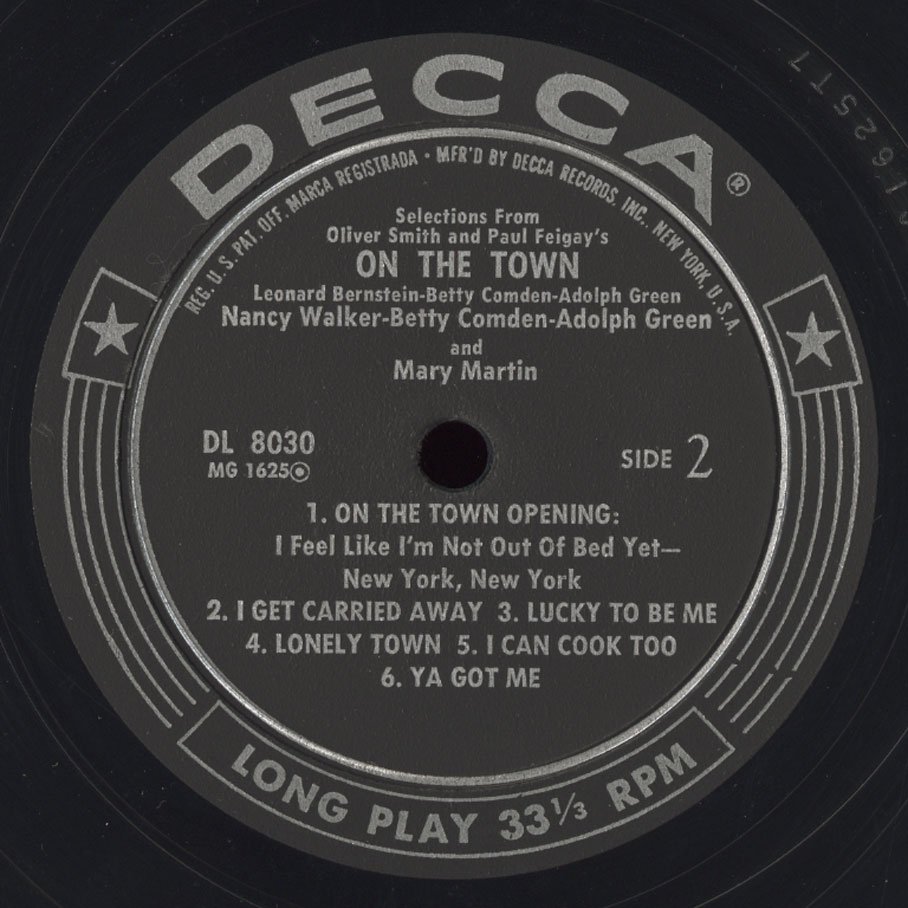 DECCA®
REG. U.S. PAT. OFF. MARCA REGISTRADA • MFR'D BY DECCA RECORDS, INC., NEW YORK, U.S.A.
Selections From
Oliver Smith and Paul Feigay's
ON THE TOWN
Leonard Bernstein-Betty Comden-Adolph Green
Nancy Walker-Betty Comden-Adolph Green
and
Mary Martin
DL 8030
MG 1625
SIDE 2
1. ON THE TOWN OPENING:
I Feel Like I'm Not Out Of Bed Yet—
New York, New York
2. I GET CARRIED AWAY 3. LUCKY TO BE ME
4. LONELY TOWN 5. I CAN COOK TOO
6. YA GOT ME
LONG PLAY 33⅓ RPM